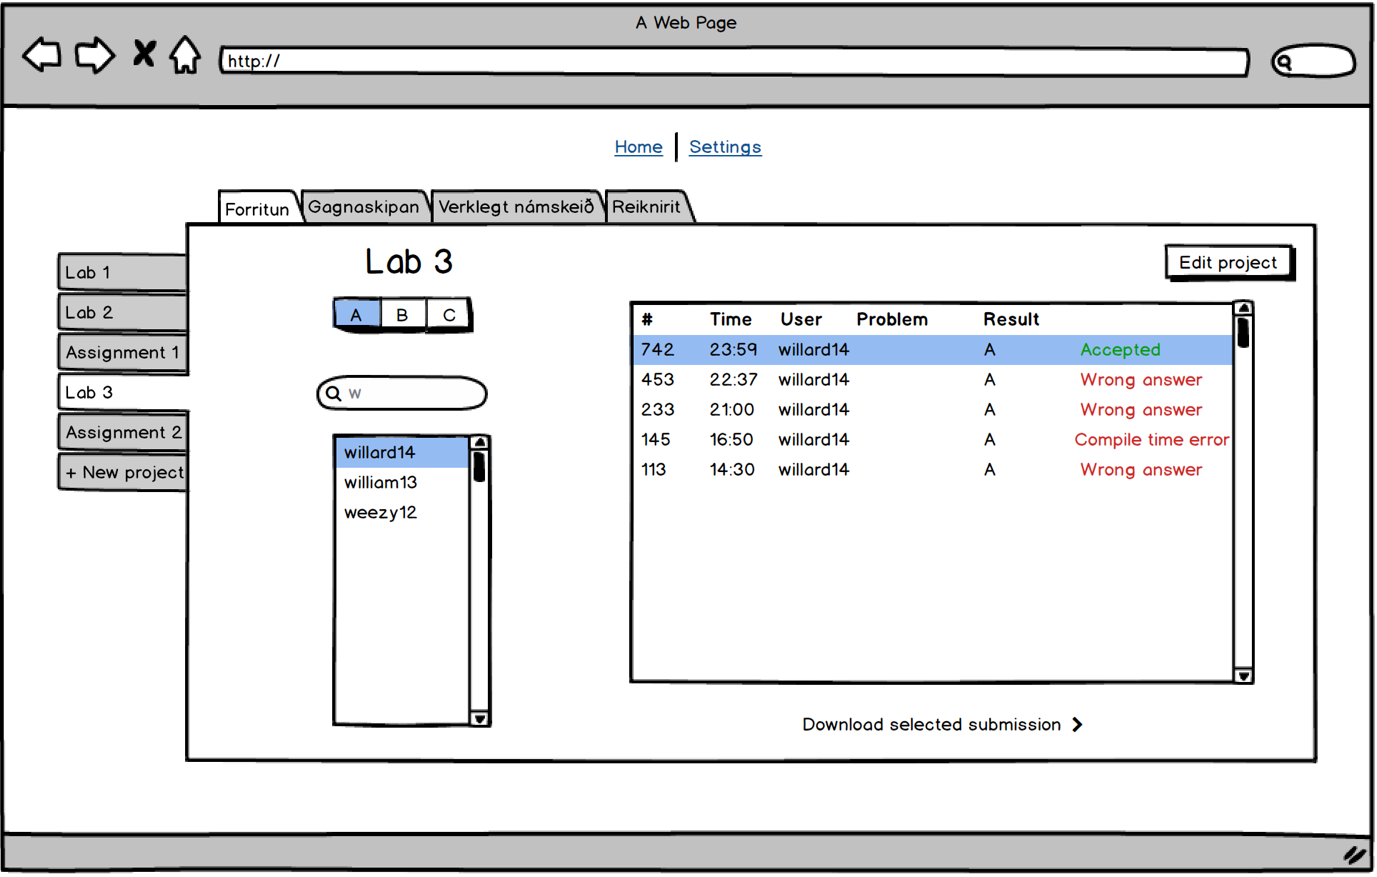 A Web Page
http://
Home | Settings
Forritun Gagnaskipan Verklegt námskeið Reiknirit
Lab 1
Lab 2
Assignment 1
Lab 3
Assignment 2
+ New project
Lab 3
A B C
w
willard14
william13
weezy12
Edit project
# Time User Problem Result
742 23:59 willard14 A Accepted
453 22:37 willard14 A Wrong answer
233 21:00 willard14 A Wrong answer
145 16:50 willard14 A Compile time error
113 14:30 willard14 A Wrong answer
Download selected submission